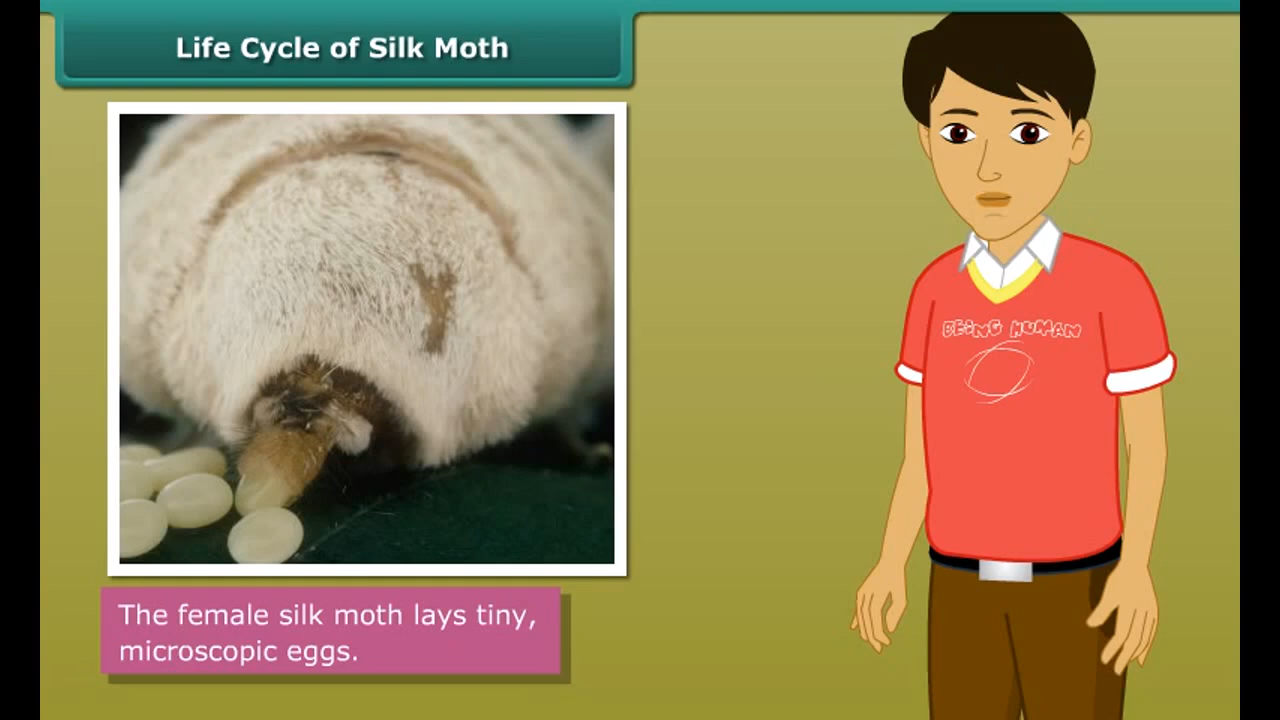 Life Cycle of Silk Moth
BEING HUMAN
The female silk moth lays tiny,
microscopic eggs.